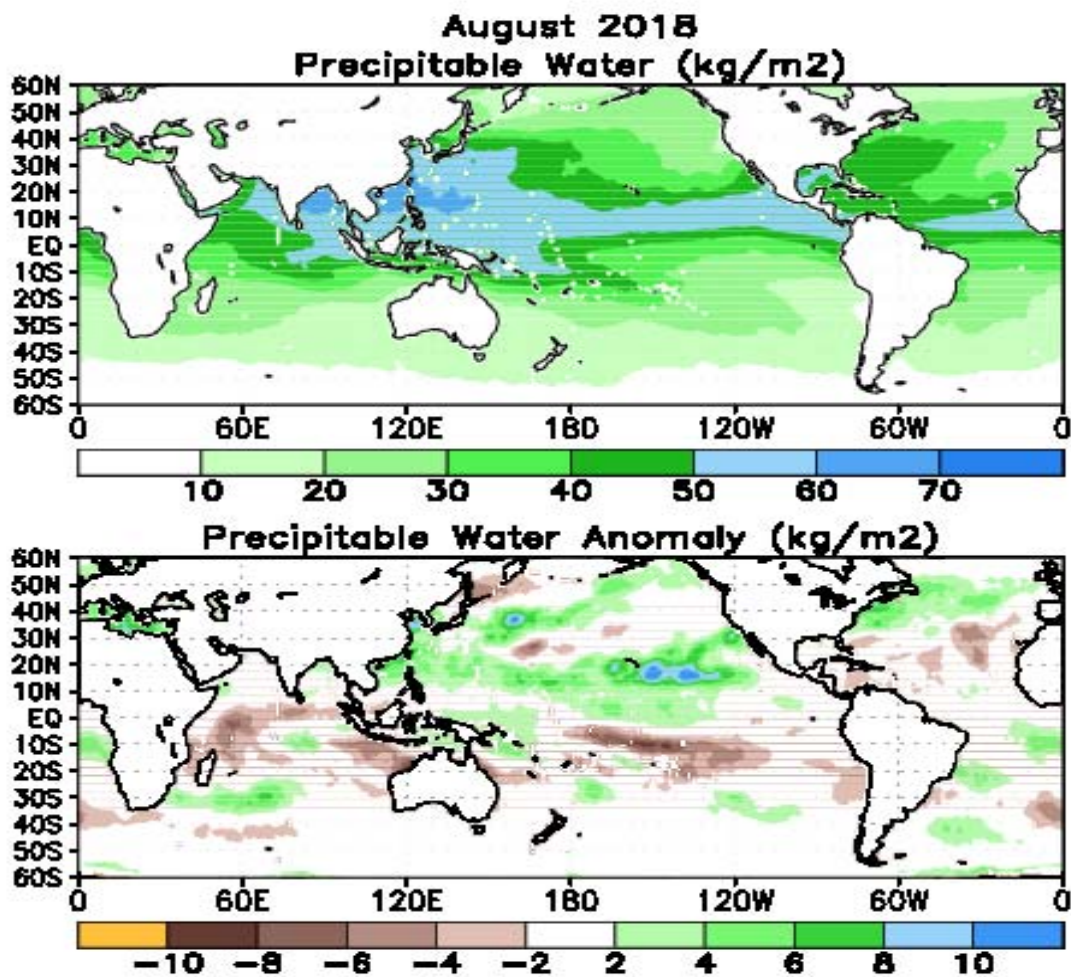 August 2018
Precipitable Water (kg/m2)
60N
50N
40N
30N
20N
10N
EQ
10S
20S
30S
40S
50S
60S
0 60E 120E 180 120W 60W 0
10 20 30 40 50 60 70
Precipitable Water Anomaly (kg/m2)
60N
50N
40N
30N
20N
10N
EQ
10S
20S
30S
40S
50S
60S
0 60E 120E 180 120W 60W 0
-10 -8 -6 -4 -2 2 4 6 8 10